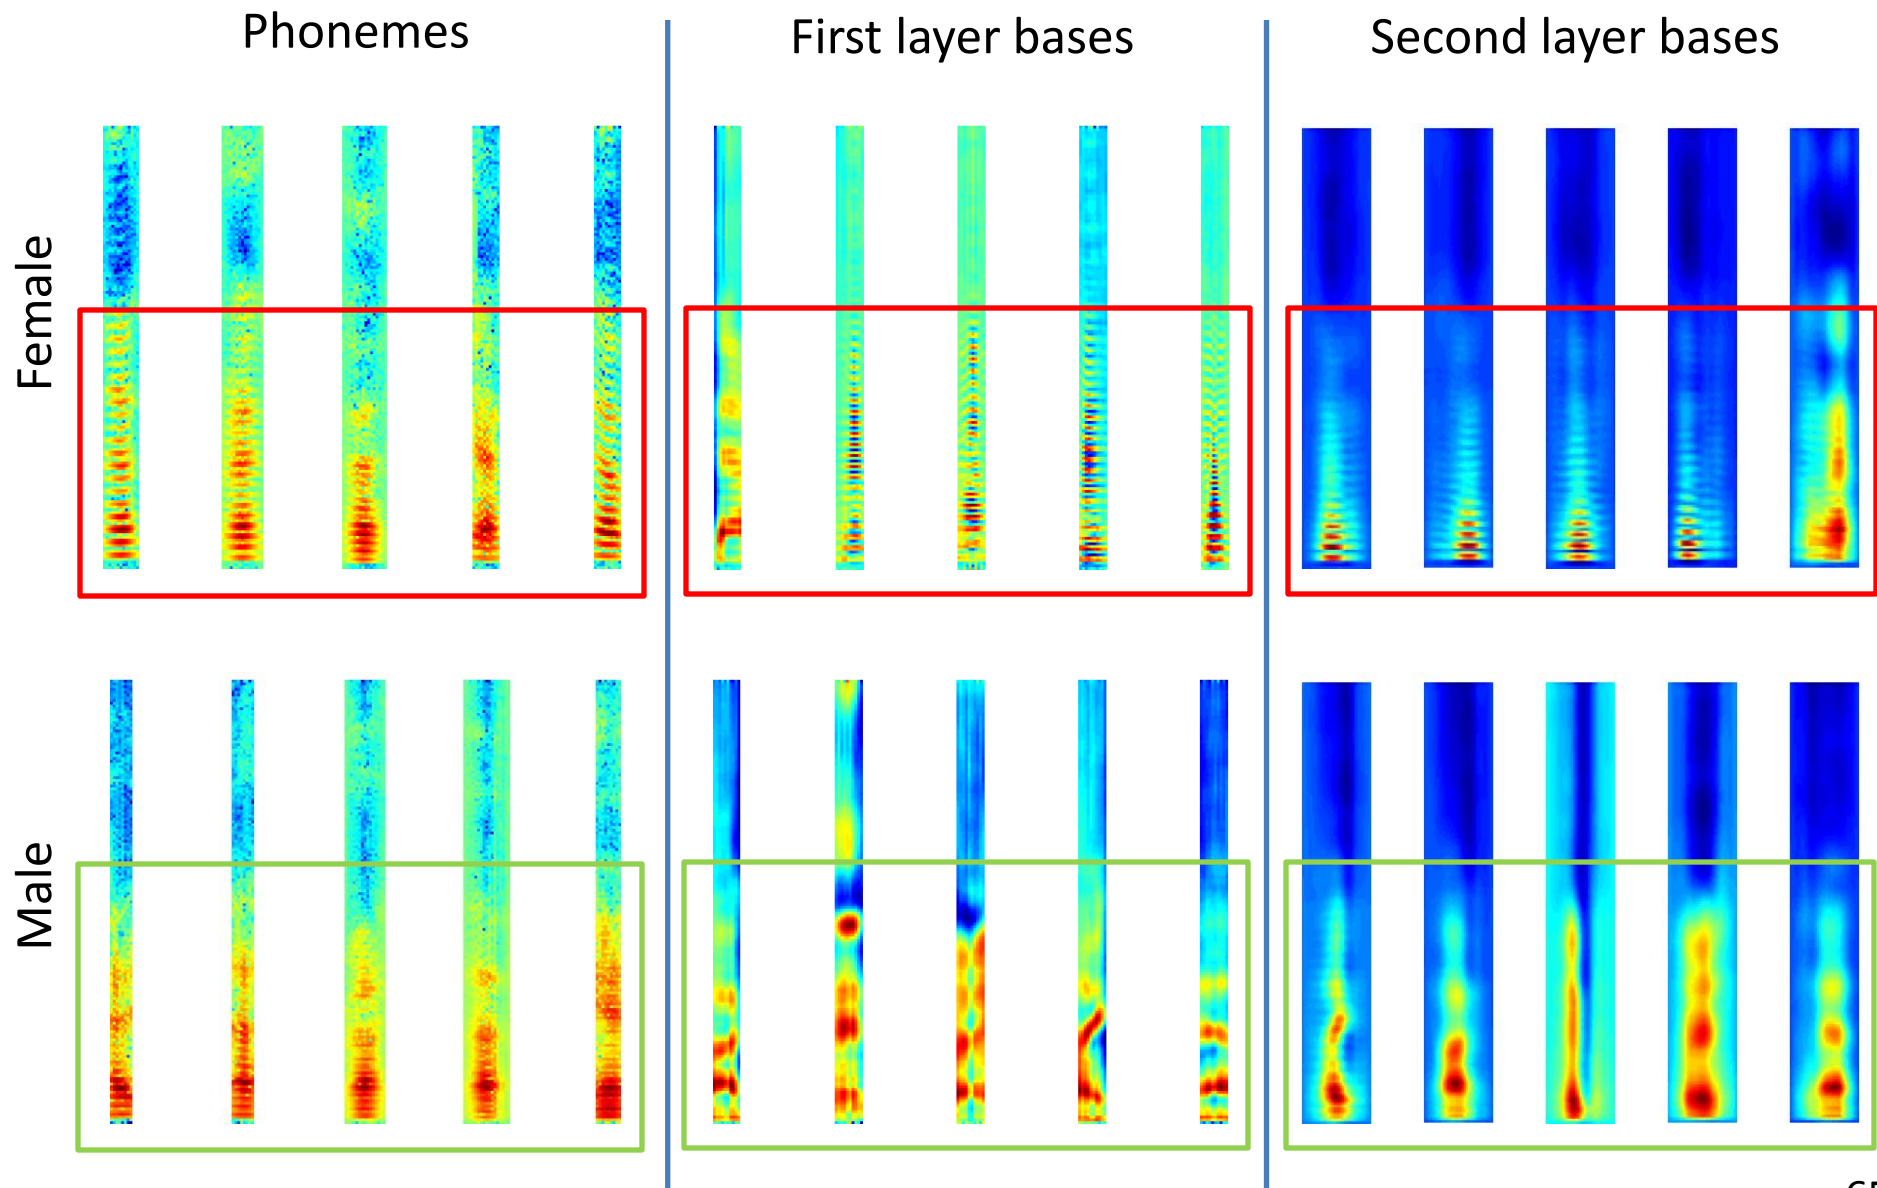 Phonemes
First layer bases
Second layer bases
Female
Male